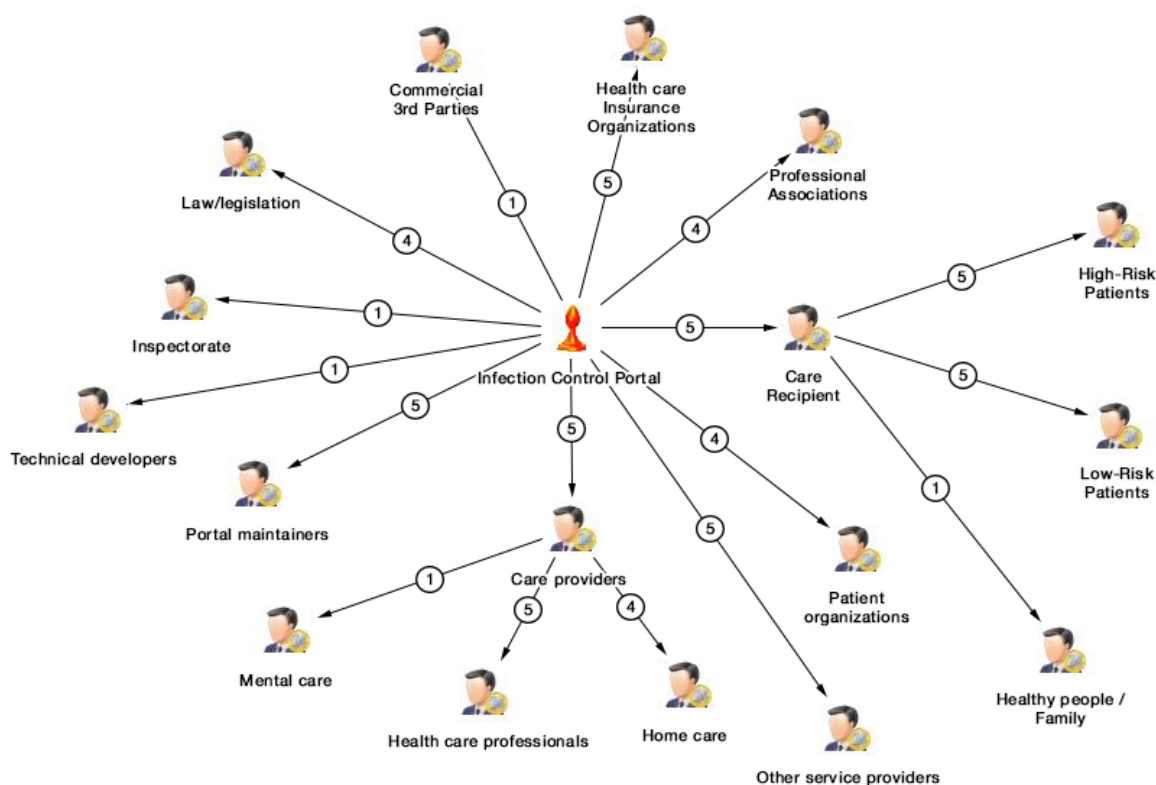 Commercial
3rd Parties
Health care
Insurance
Organizations
Professional
Associations
Law/legislation
1
5
4
4
High-Risk
Patients
5
Inspectorate
1
5
Care
Recipient
Infection Control Portal
1
5
5
Low-Risk
Patients
Technical developers
5
4
1
Portal maintainers
5
Patient
organizations
Care providers
1
5
4
Mental care
Health care professionals
Home care
Healthy people /
Family
Other service providers